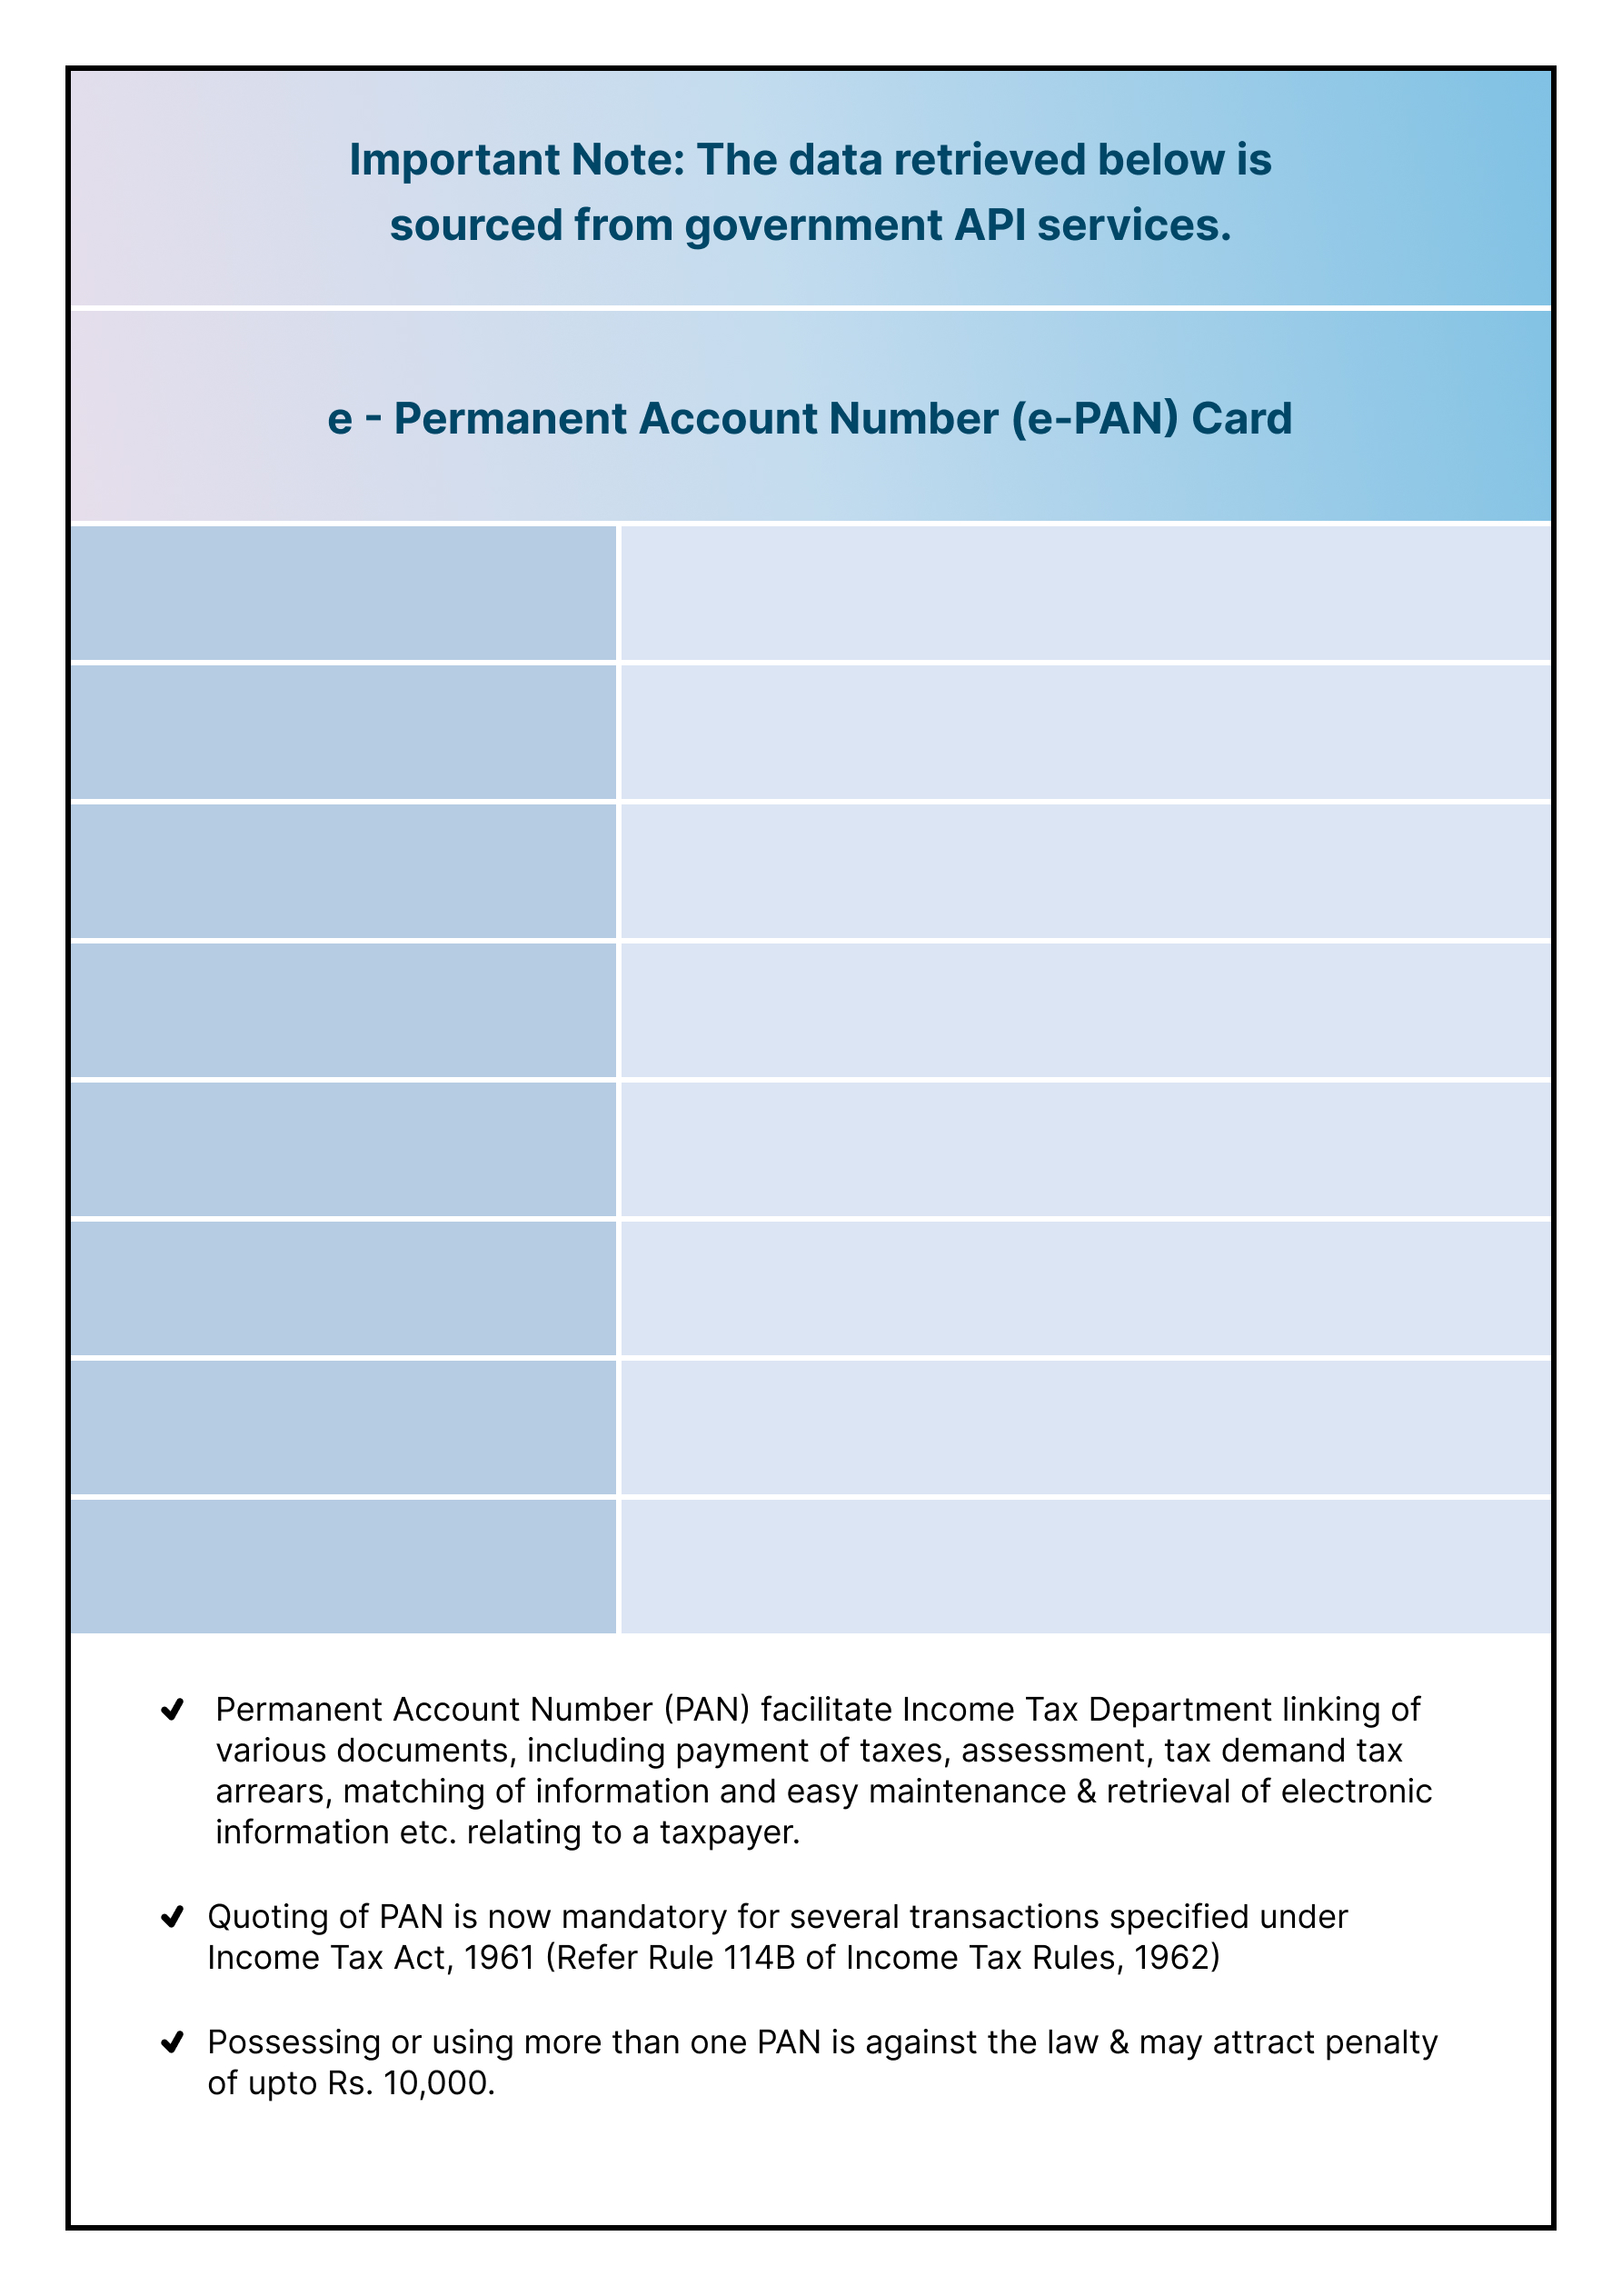 Important Note: The data retrieved below is
sourced from government API services.
e - Permanent Account Number (e-PAN) Card
Permanent Account Number (PAN) facilitate Income Tax Department linking of
various documents, including payment of taxes, assessment, tax demand tax
arrears, matching of information and easy maintenance & retrieval of electronic
information etc. relating to a taxpayer.
Quoting of PAN is now mandatory for several transactions specified under
Income Tax Act, 1961 (Refer Rule 114B of Income Tax Rules, 1962)
Possessing or using more than one PAN is against the law & may attract penalty
of upto Rs. 10,000.